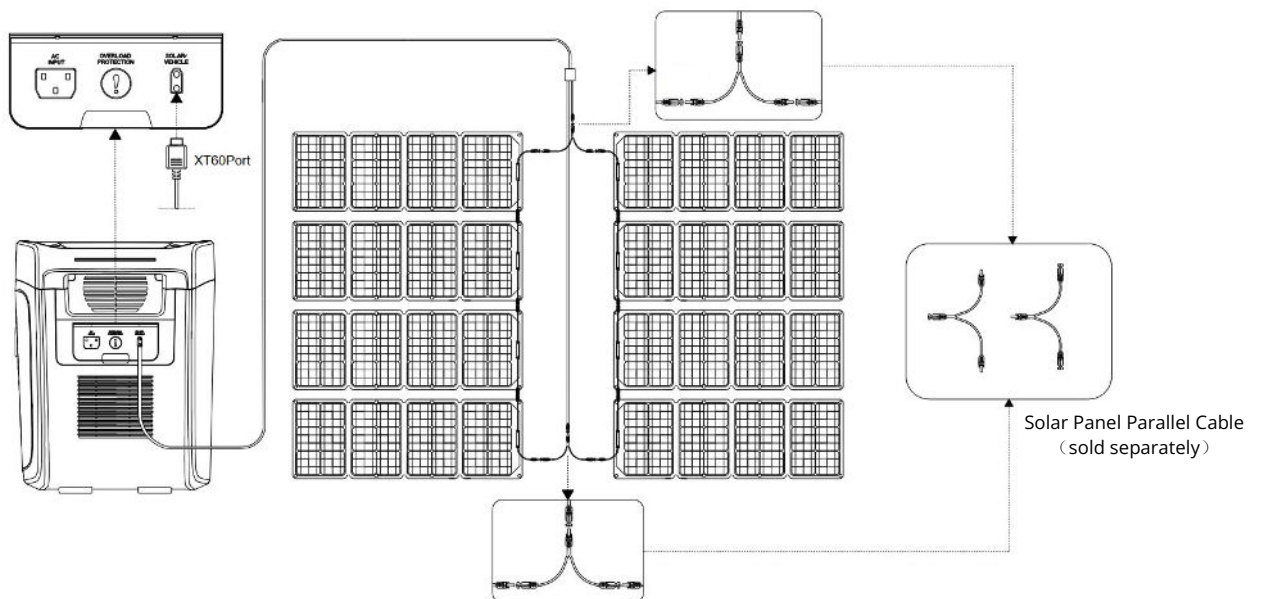 AC
INPUT
OVERLOAD
PROTECTION
SOLAR/
VEHICLE
XT60Port
Solar Panel Parallel Cable
（sold separately）